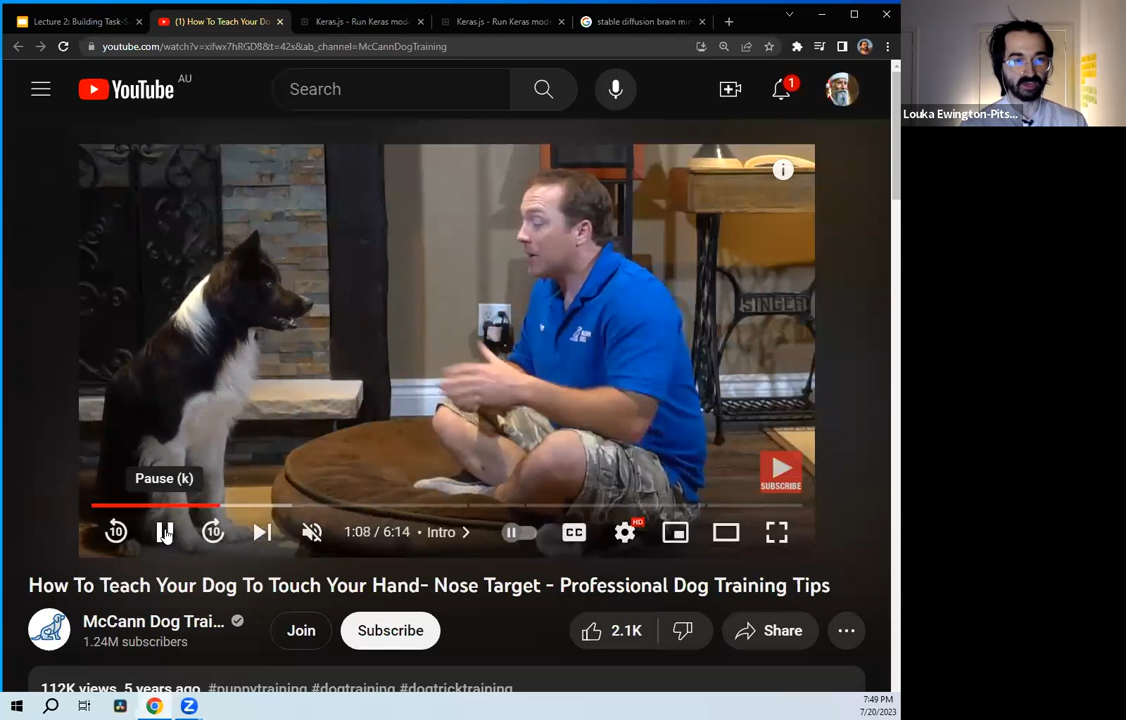 Lecture 2: Building Task-S
(1) How To Teach Your Do
Keras.js - Run Keras mod
Keras.js - Run Keras mod
stable diffusion brain mi
youtube.com/watch?v=xifwx7hRGD8&t=42s&ab_channel=McCannDogTraining
YouTube AU
Search
1
Louka Ewington-Pits...
SINGER
SUBSCRIBE
Pause (k)
10
10
1:08 / 6:14 • Intro
CC
HD
How To Teach Your Dog To Touch Your Hand- Nose Target - Professional Dog Training Tips
McCann Dog Trai...
1.24M subscribers
Join
Subscribe
2.1K
Share
112K views 5 years ago #puppytraining #dogtraining #dogtricktraining
7:49 PM
7/20/2023